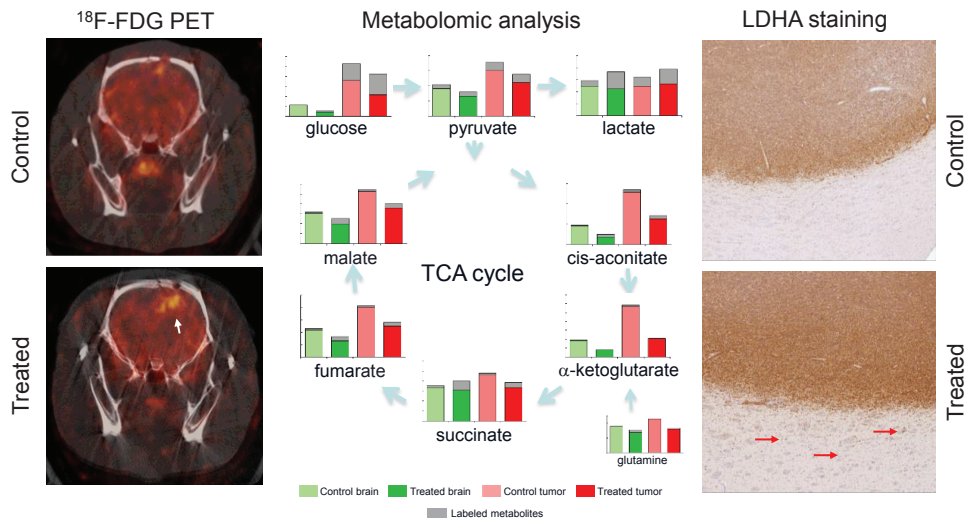 ¹⁸F-FDG PET
Metabolomic analysis
LDHA staining
Control
Control
glucose
pyruvate
lactate
malate
cis-aconitate
TCA cycle
Treated
Treated
fumarate
α-ketoglutarate
succinate
glutamine
Control brain
Treated brain
Control tumor
Treated tumor
Labeled metabolites